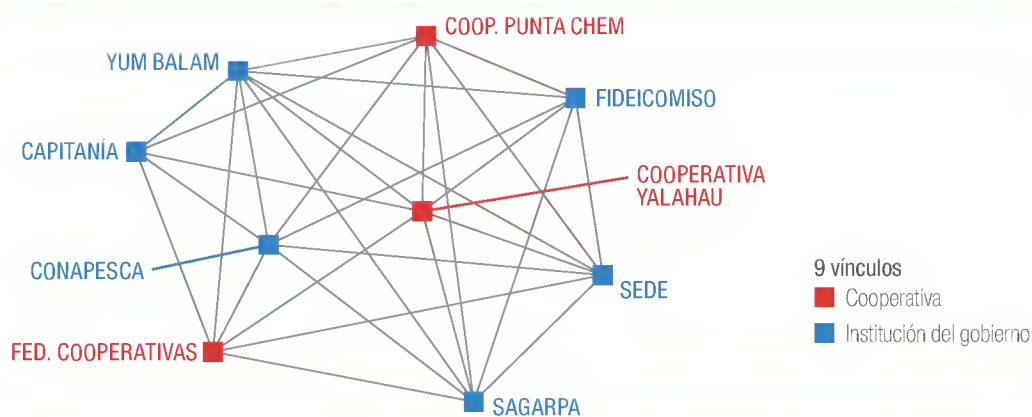 COOP. PUNTA CHEM
YUM BALAM
FIDEICOMISO
CAPITANÍA
COOPERATIVA
YALAHAU
CONAPESCA
SEDE
9 vínculos
Cooperativa
Institución del gobierno
FED. COOPERATIVAS
SAGARPA